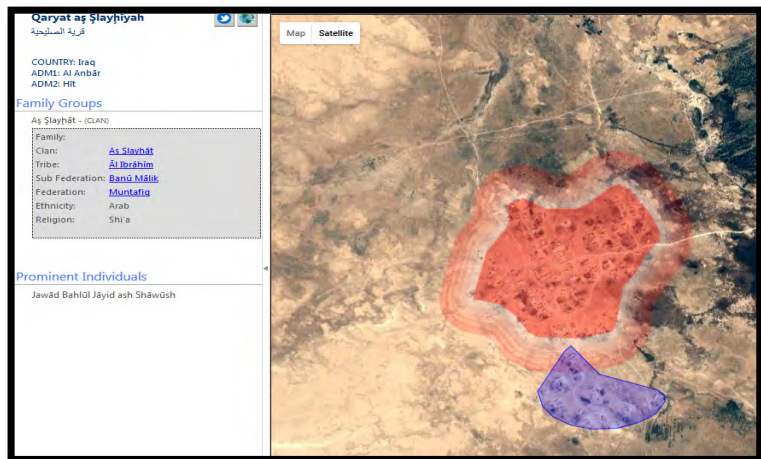 Qaryat aş Şlayḩīyah
قرية الصليحية
COUNTRY: Iraq
ADM1: Al Anbār
ADM2: Hīt
Family Groups
Aş Şlayḩāt - (CLAN)
Family:
Clan: Aş Slayhāt
Tribe: Āl Ibrāhīm
Sub Federation: Banū Mālik
Federation: Muntafiq
Ethnicity: Arab
Religion: Shi'a
Prominent Individuals
Jawād Bahlūl Jāyid ash Shāwūsh
Map Satellite